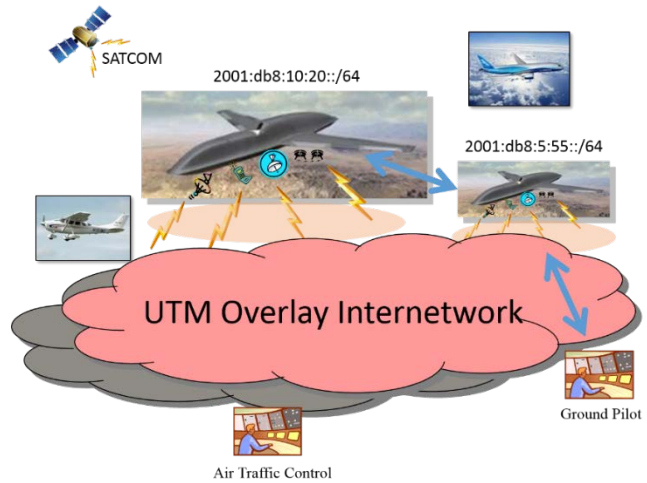 SATCOM
2001:db8:10:20::/64
2001:db8:5:55::/64
UTM Overlay Internetwork
Ground Pilot
Air Traffic Control